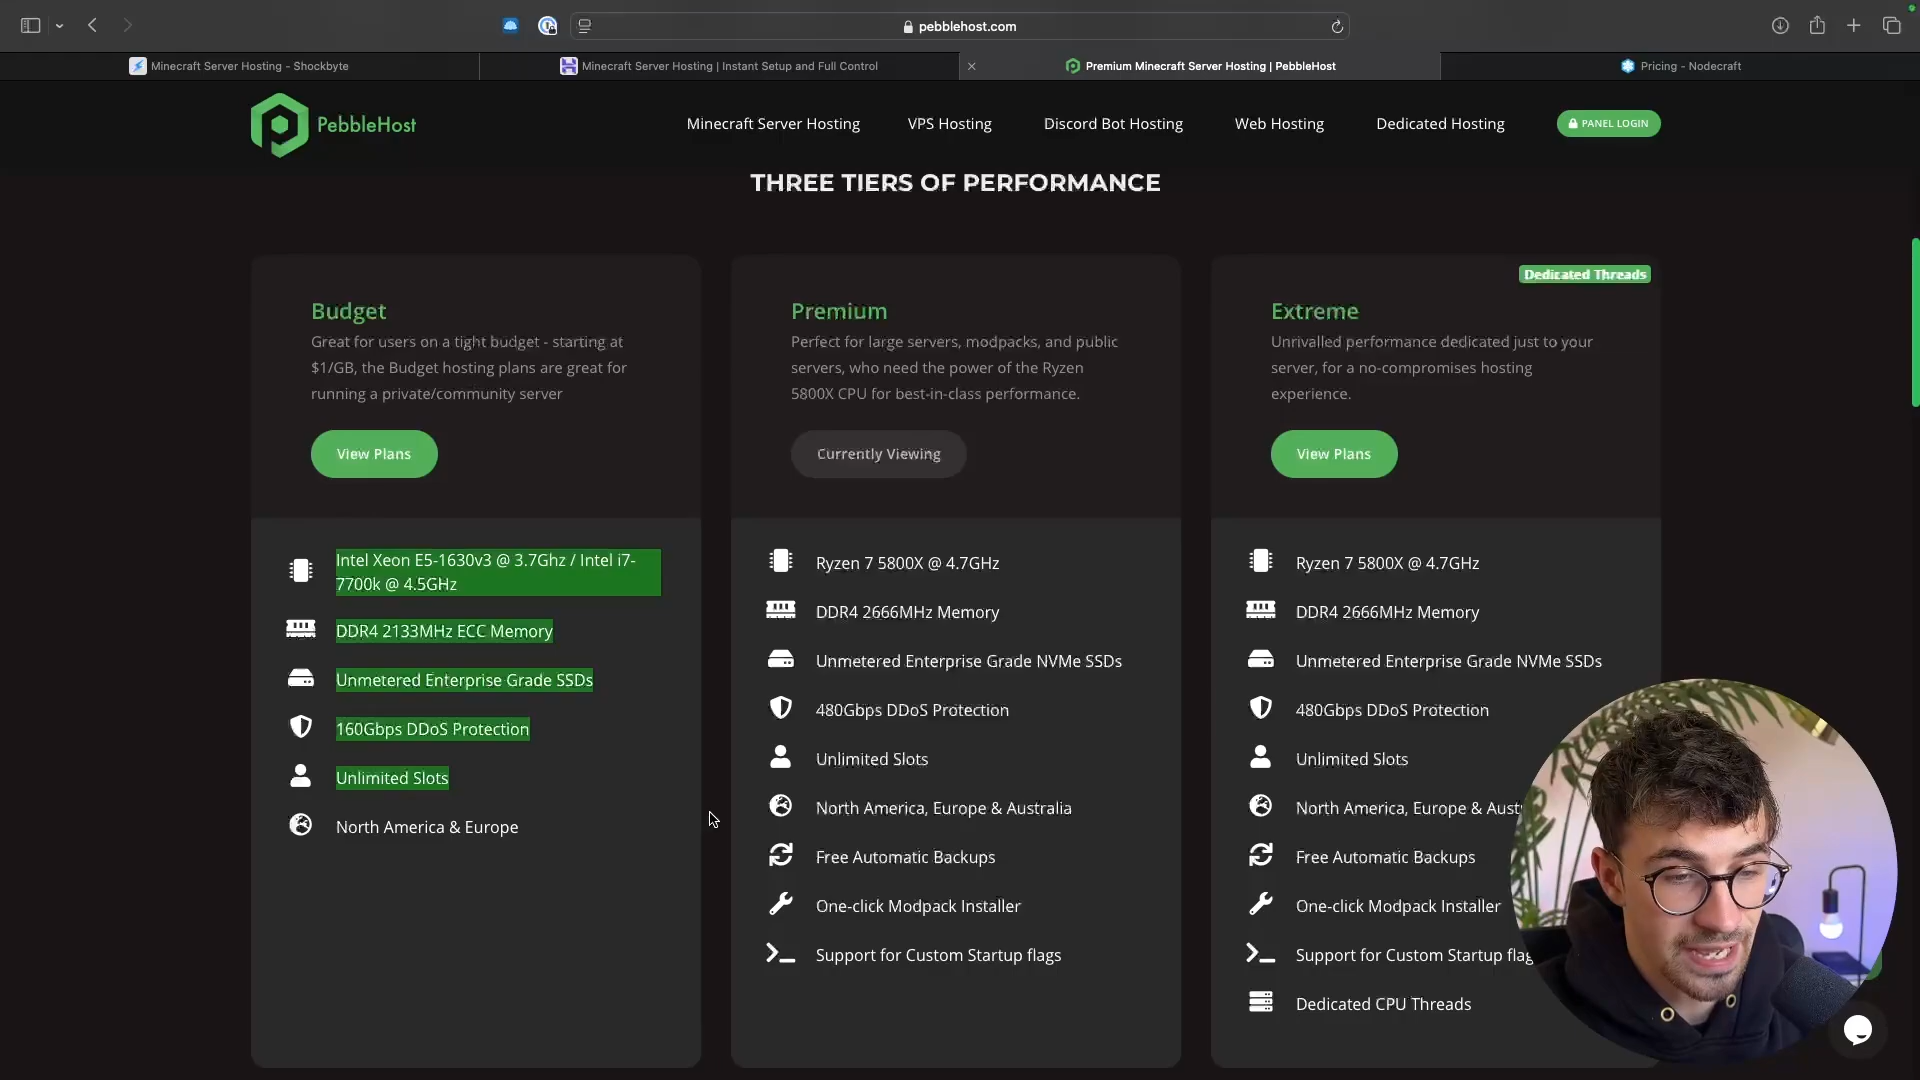 pebblehost.com
Minecraft Server Hosting - Shockbyte
Minecraft Server Hosting | Instant Setup and Full Control
Premium Minecraft Server Hosting | PebbleHost
Pricing - Nodecraft
PebbleHost
Minecraft Server Hosting
VPS Hosting
Discord Bot Hosting
Web Hosting
Dedicated Hosting
PANEL LOGIN
THREE TIERS OF PERFORMANCE
Budget
Great for users on a tight budget - starting at
$1/GB, the Budget hosting plans are great for
running a private/community server
View Plans
Intel Xeon E5-1630v3 @ 3.7Ghz / Intel i7-
7700k @ 4.5GHz
DDR4 2133MHz ECC Memory
Unmetered Enterprise Grade SSDs
160Gbps DDoS Protection
Unlimited Slots
North America & Europe
Premium
Perfect for large servers, modpacks, and public
servers, who need the power of the Ryzen
5800X CPU for best-in-class performance.
Currently Viewing
Ryzen 7 5800X @ 4.7GHz
DDR4 2666MHz Memory
Unmetered Enterprise Grade NVMe SSDs
480Gbps DDoS Protection
Unlimited Slots
North America, Europe & Australia
Free Automatic Backups
One-click Modpack Installer
Support for Custom Startup flags
Dedicated Threads
Extreme
Unrivalled performance dedicated just to your
server, for a no-compromises hosting
experience.
View Plans
Ryzen 7 5800X @ 4.7GHz
DDR4 2666MHz Memory
Unmetered Enterprise Grade NVMe SSDs
480Gbps DDoS Protection
Unlimited Slots
North America, Europe &
Free Automatic Backups
One-click Modpack Installer
Support for Custom Startup
Dedicated CPU Threads